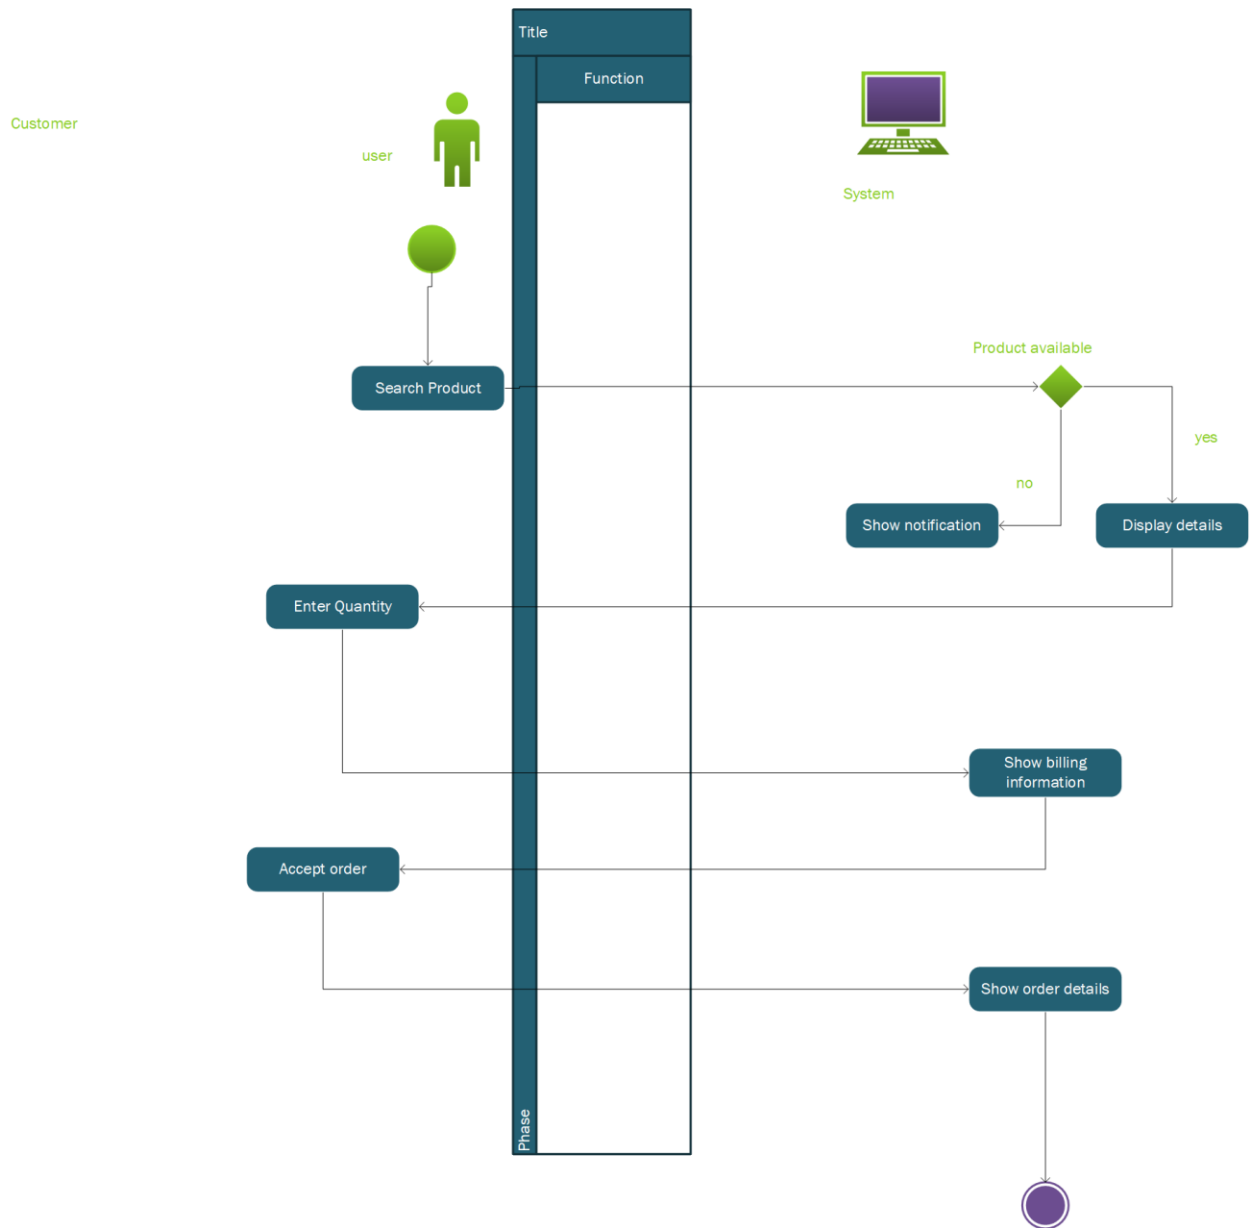 Title
Function
Customer
user
System
Product available
Search Product
yes
no
Show notification
Display details
Enter Quantity
Show billing
information
Accept order
Show order details
Phase